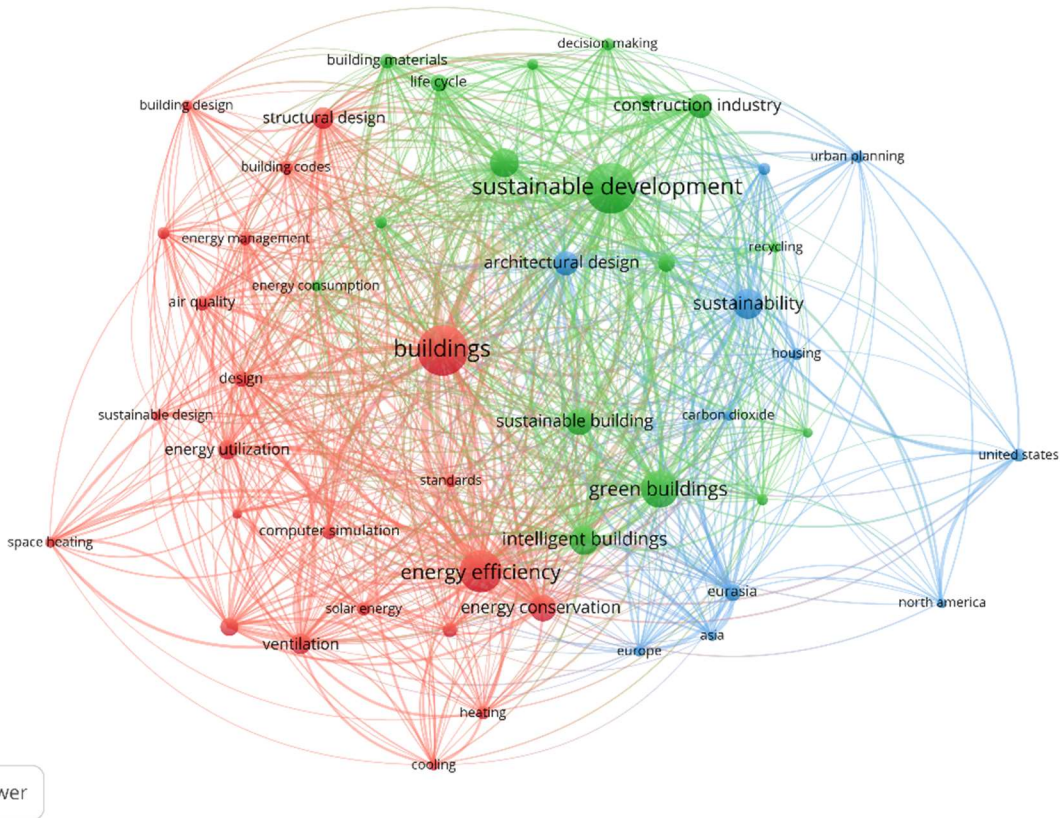 decision making
building materials
life cycle
building design
construction industry
structural design
urban planning
building codes
sustainable development
energy management
recycling
architectural design
energy consumption
air quality
sustainability
buildings
housing
design
sustainable design
carbon dioxide
sustainable building
energy utilization
united states
standards
green buildings
computer simulation
intelligent buildings
space heating
energy efficiency
eurasia
north america
solar energy
energy conservation
asia
ventilation
europe
heating
cooling
wer